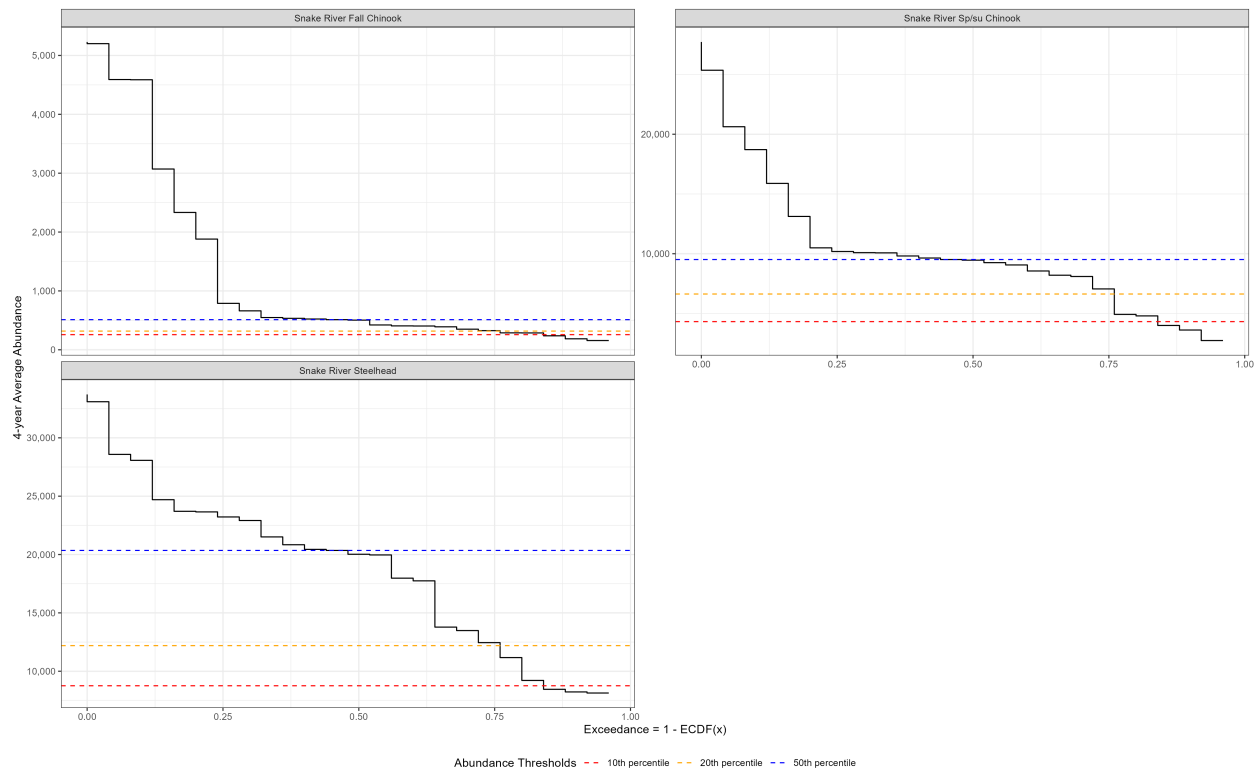 Snake River Fall Chinook
Snake River Sp/su Chinook
5,000
4,000
3,000
2,000
1,000
0
20,000
10,000
0.00 0.25 0.50 0.75 1.00
Snake River Steelhead
30,000
25,000
20,000
15,000
10,000
0.00 0.25 0.50 0.75 1.00
4-year Average Abundance
Exceedance = 1 - ECDF(x)
Abundance Thresholds 10th percentile 20th percentile 50th percentile